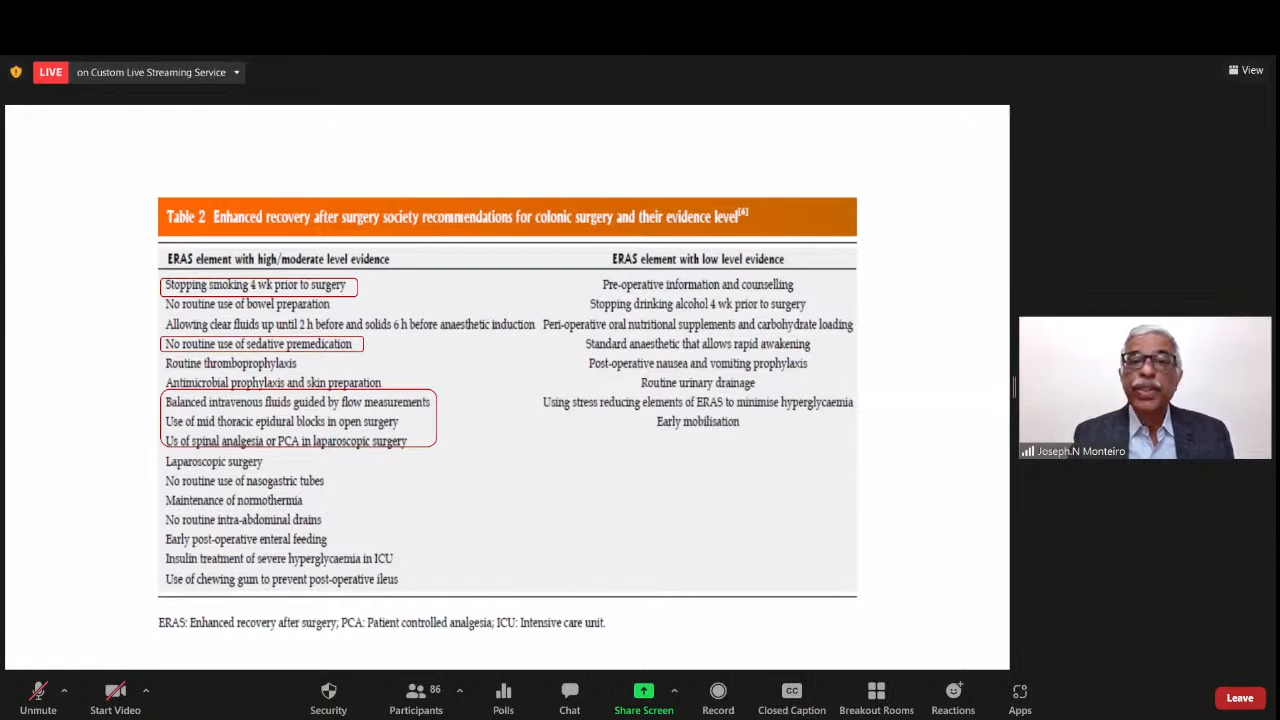 LIVE on Custom Live Streaming Service
View
Table 2 Enhanced recovery after surgery society recommendations for colonic surgery and their evidence level[6]
ERAS element with high/moderate level evidence ERAS element with low level evidence
Stopping smoking 4 wk prior to surgery Pre-operative information and counselling
No routine use of bowel preparation Stopping drinking alcohol 4 wk prior to surgery
Allowing clear fluids up until 2 h before and solids 6 h before anaesthetic induction Peri-operative oral nutritional supplements and carbohydrate loading
No routine use of sedative premedication Standard anaesthetic that allows rapid awakening
Routine thromboprophylaxis Post-operative nausea and vomiting prophylaxis
Antimicrobial prophylaxis and skin preparation Routine urinary drainage
Balanced intravenous fluids guided by flow measurements Using stress reducing elements of ERAS to minimise hyperglycaemia
Use of mid thoracic epidural blocks in open surgery Early mobilisation
Us of spinal analgesia or PCA in laparoscopic surgery
Laparoscopic surgery
No routine use of nasogastric tubes
Maintenance of normothermia
No routine intra-abdominal drains
Early post-operative enteral feeding
Insulin treatment of severe hyperglycaemia in ICU
Use of chewing gum to prevent post-operative ileus
ERAS: Enhanced recovery after surgery; PCA: Patient controlled analgesia; ICU: Intensive care unit.
Joseph.N Monteiro
86
CC
Unmute Start Video Security Participants Polls Chat Share Screen Record Closed Caption Breakout Rooms Reactions Apps Leave